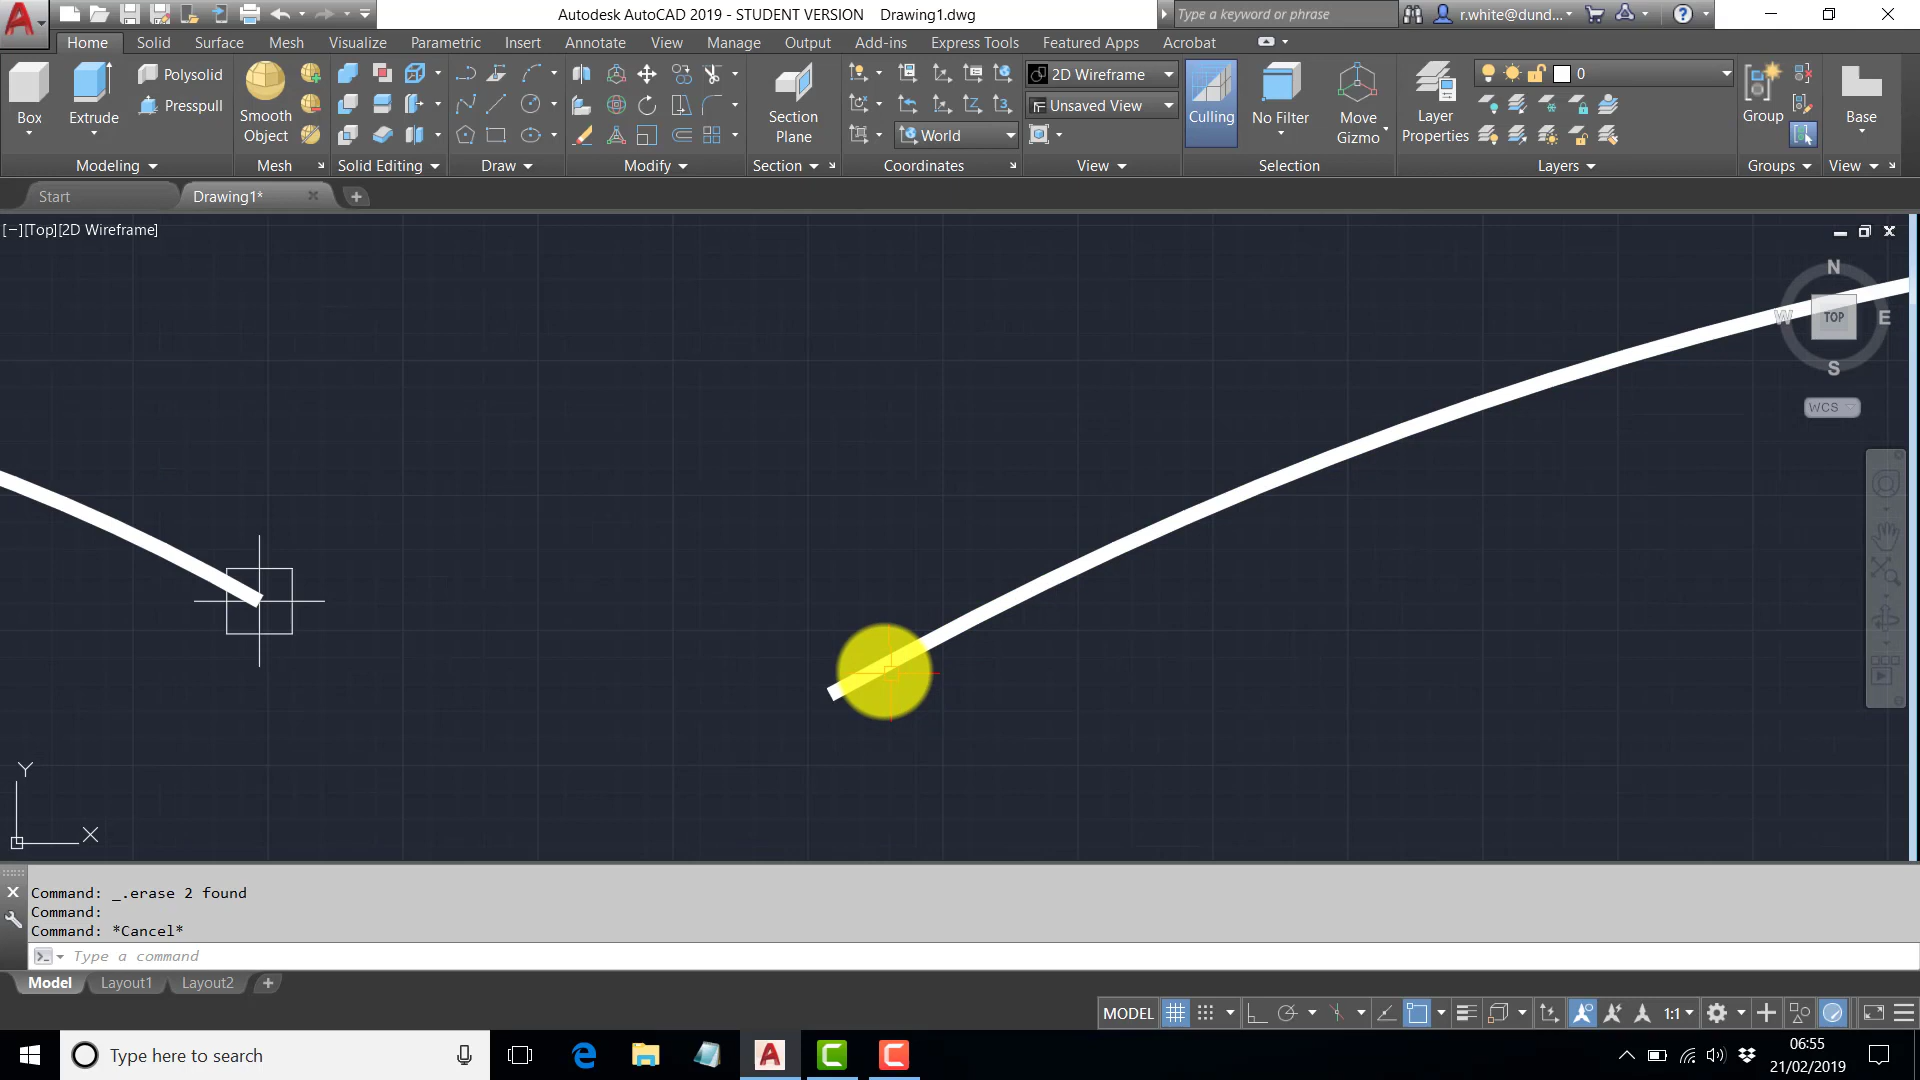 Autodesk AutoCAD 2019 - STUDENT VERSION    Drawing1.dwg
Type a keyword or phrase
r.white@dund...
Home Solid Surface Mesh Visualize Parametric Insert Annotate View Manage Output Add-ins Express Tools Featured Apps Acrobat
Box
Extrude
Polysolid
Presspull
Smooth
Object
Section
Plane
World
2D Wireframe
Unsaved View
Culling
No Filter
Move
Gizmo
Layer
Properties
0
Group
Base
Modeling Mesh Solid Editing Draw Modify Section Coordinates View Selection Layers Groups View
Start
Drawing1*
[−][Top][2D Wireframe]
N
W TOP E
S
WCS
Y
X
Command: _.erase 2 found
Command:
Command: *Cancel*
Type a command
Model Layout1 Layout2
MODEL
1:1
Type here to search
06:55
21/02/2019